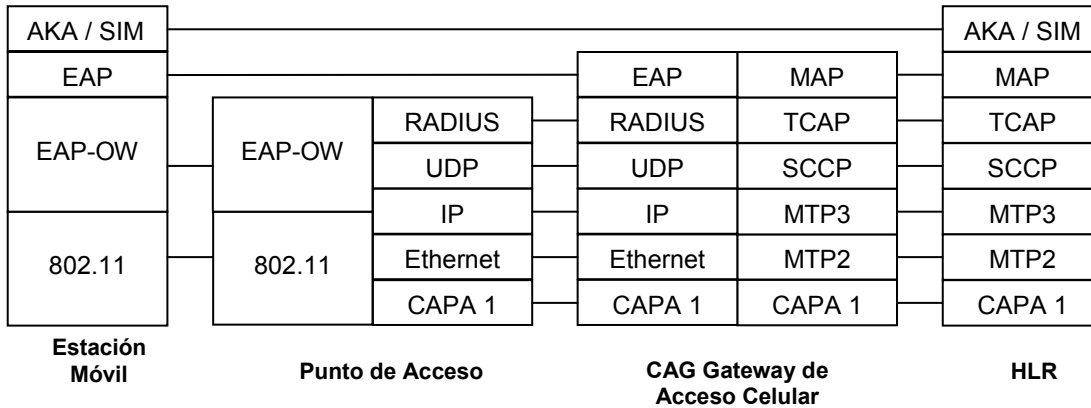 AKA / SIM AKA / SIM
EAP EAP MAP MAP
RADIUS RADIUS TCAP TCAP
EAP-OW EAP-OW
UDP UDP SCCP SCCP
IP IP MTP3 MTP3
802.11 802.11 Ethernet Ethernet MTP2 MTP2
CAPA 1 CAPA 1 CAPA 1 CAPA 1
Estación
Móvil
Punto de Acceso
CAG Gateway de
Acceso Celular
HLR